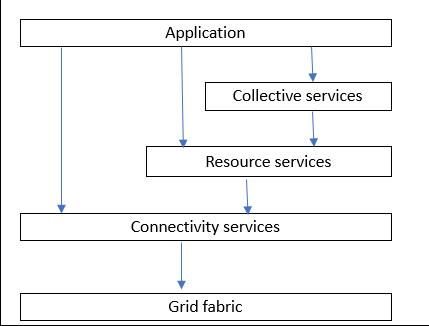 Application
Collective services
Resource services
Connectivity services
Grid fabric